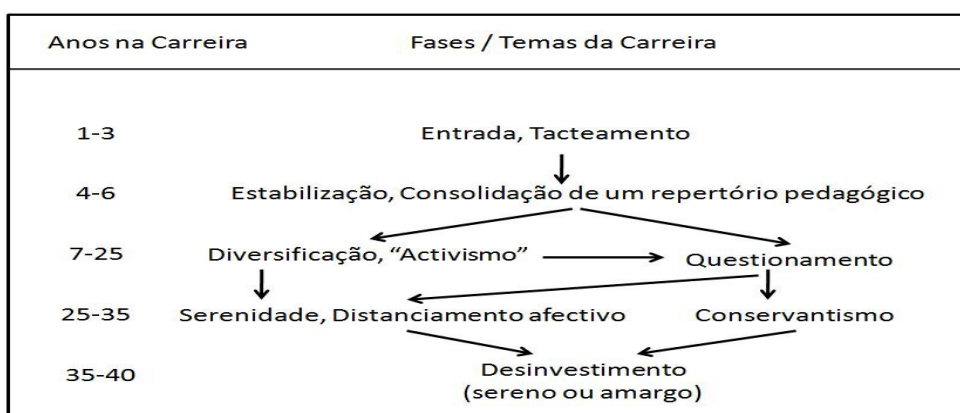 Anos na Carreira Fases / Temas da Carreira
1-3 Entrada, Tacteamento
4-6 Estabilização, Consolidação de um repertório pedagógico
7-25 Diversificação, “Activismo” Questionamento
25-35 Serenidade, Distanciamento afectivo Conservantismo
35-40 Desinvestimento
(sereno ou amargo)